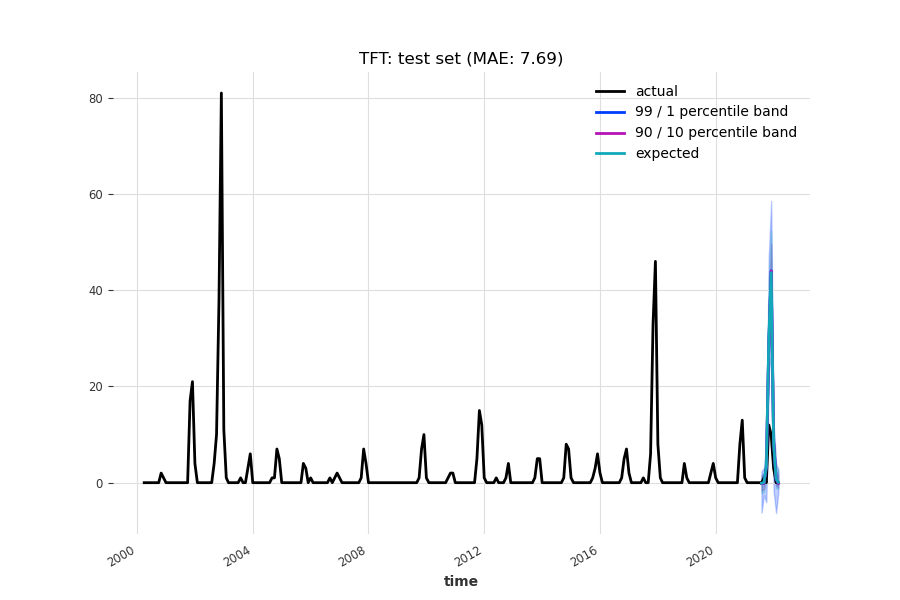 TFT: test set (MAE: 7.69)
actual
99 / 1 percentile band
90 / 10 percentile band
expected
80
60
40
20
0
2000
2004
2008
2012
2016
2020
time